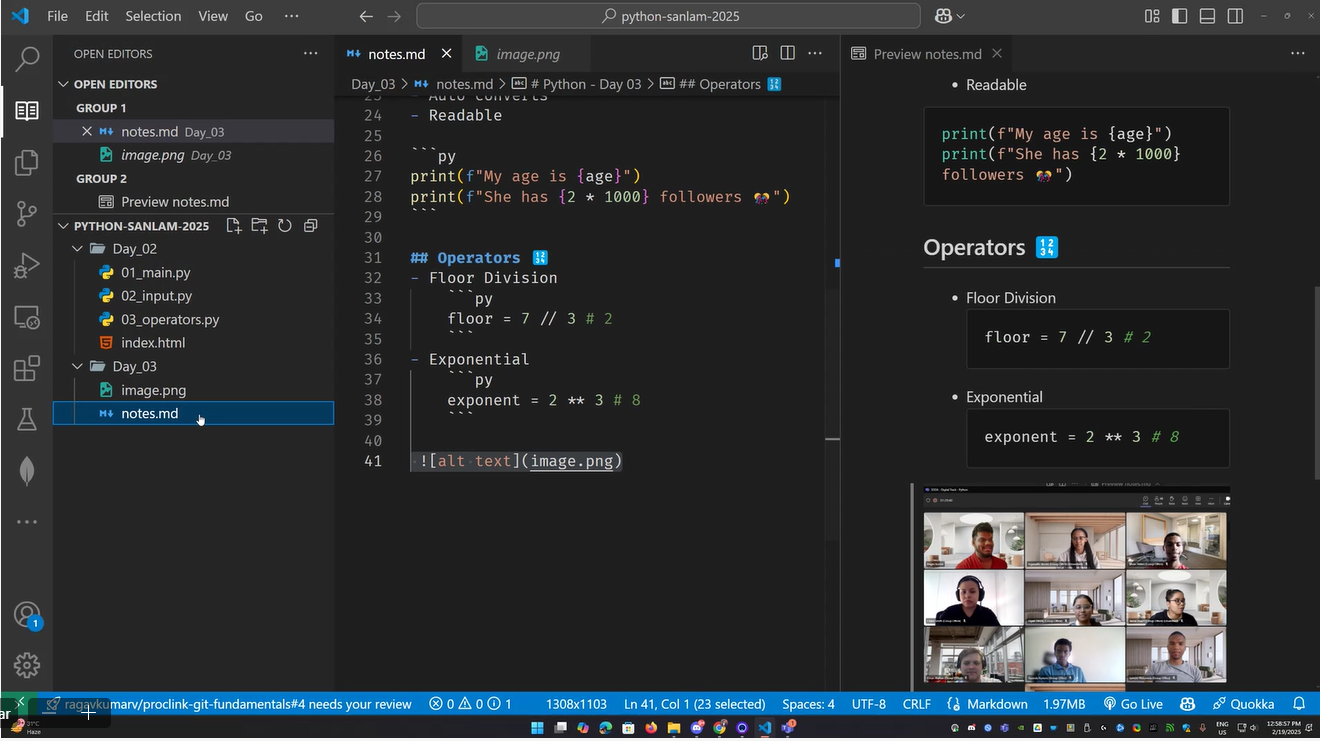 File Edit Selection View Go ···
python-sanlam-2025
OPEN EDITORS ···
OPEN EDITORS
GROUP 1
notes.md Day_03
image.png Day_03
GROUP 2
Preview notes.md
PYTHON-SANLAM-2025
Day_02
01_main.py
02_input.py
03_operators.py
index.html
Day_03
image.png
notes.md
notes.md
image.png
Day_03 > notes.md > # Python - Day 03 > ## Operators 🔢
- Auto converts
24 - Readable
25
26 ```py
27 print(f"My age is {age}")
28 print(f"She has {2 * 1000} followers 🎊")
29 ```
30
31 ## Operators 🔢
32 - Floor Division
33 ```py
34 floor = 7 // 3 # 2
35 ```
36 - Exponential
37 ```py
38 exponent = 2 ** 3 # 8
39 ```
40
41 ![alt text](image.png)
Preview notes.md
• Readable
print(f"My age is {age}")
print(f"She has {2 * 1000}
followers 🎊")
Operators 🔢
• Floor Division
floor = 7 // 3 # 2
• Exponential
exponent = 2 ** 3 # 8
1
ar
ragavkumarv/proclink-git-fundamentals#4 needs your review
0 0 1
1308x1103
Ln 41, Col 1 (23 selected)
Spaces: 4
UTF-8
CRLF
Markdown
1.97MB
Go Live
Quokka
31°C
Haze
ENG
US
12:58:57 PM
2/19/2025